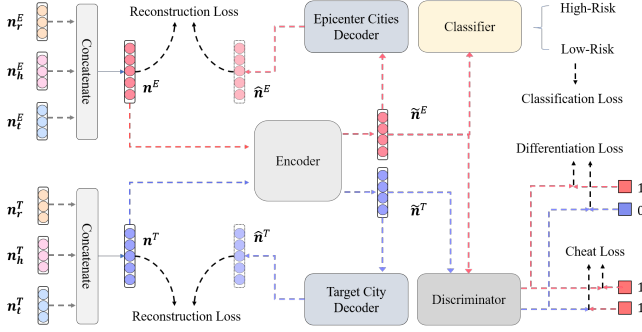 n_r^E
n_h^E
n_t^E
Concatenate
n^E
Reconstruction Loss
n̂^E
Epicenter Cities
Decoder
Classifier
High-Risk
Low-Risk
Classification Loss
Encoder
ñ^E
ñ^T
Differentiation Loss
1
0
n_r^T
n_h^T
n_t^T
Concatenate
n^T
n̂^T
Reconstruction Loss
Target City
Decoder
Discriminator
Cheat Loss
1
1